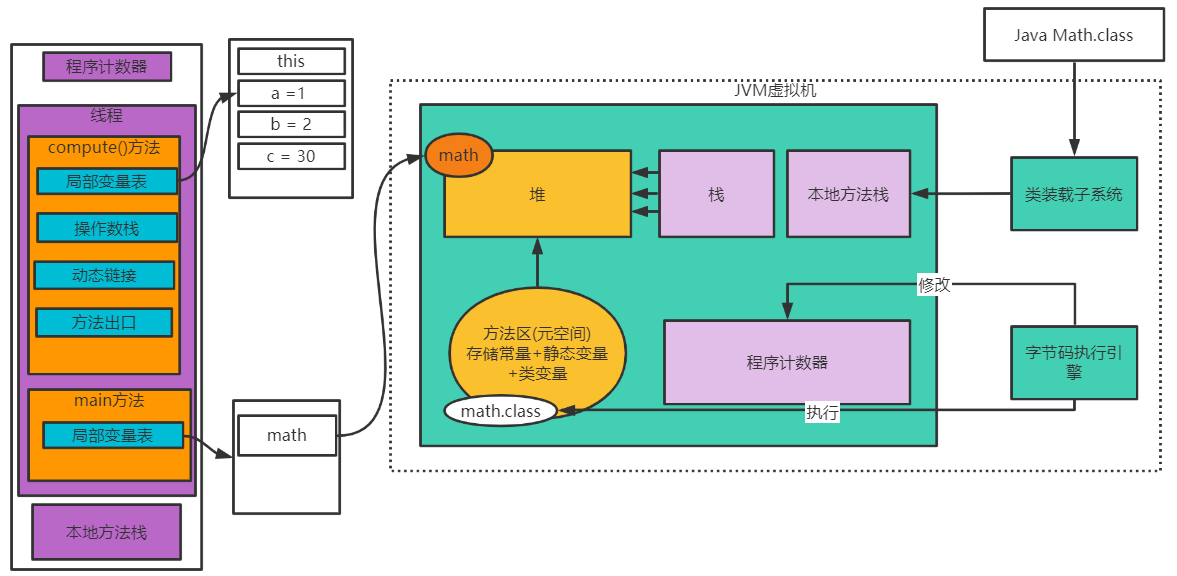 程序计数器
线程
compute()方法
局部变量表
操作数栈
动态链接
方法出口
main方法
局部变量表
本地方法栈
this
a =1
b = 2
c = 30
math
Java Math.class
JVM虚拟机
math
堆
栈
本地方法栈
类装载子系统
修改
方法区(元空间)
存储常量+静态变量
+类变量
math.class
程序计数器
字节码执行引
擎
执行